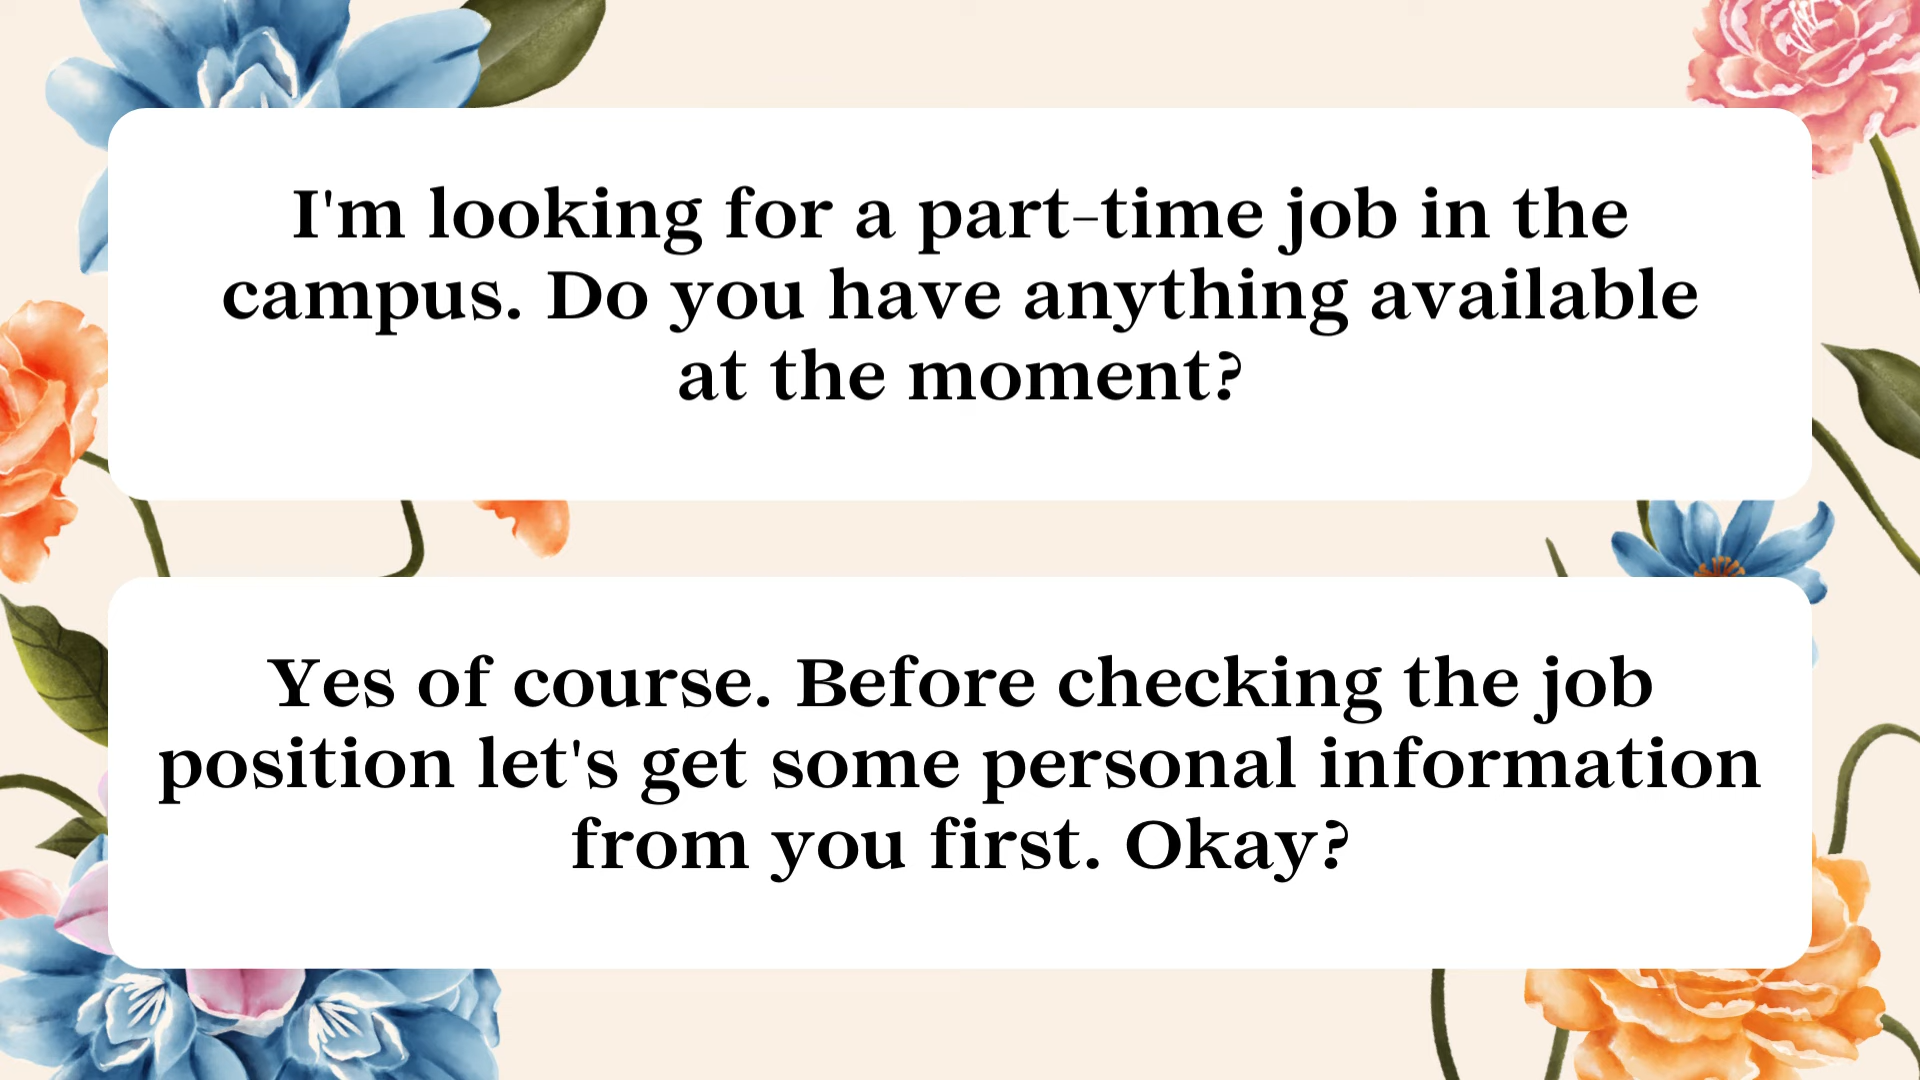 I'm looking for a part-time job in the
campus. Do you have anything available
at the moment?
Yes of course. Before checking the job
position let's get some personal information
from you first. Okay?